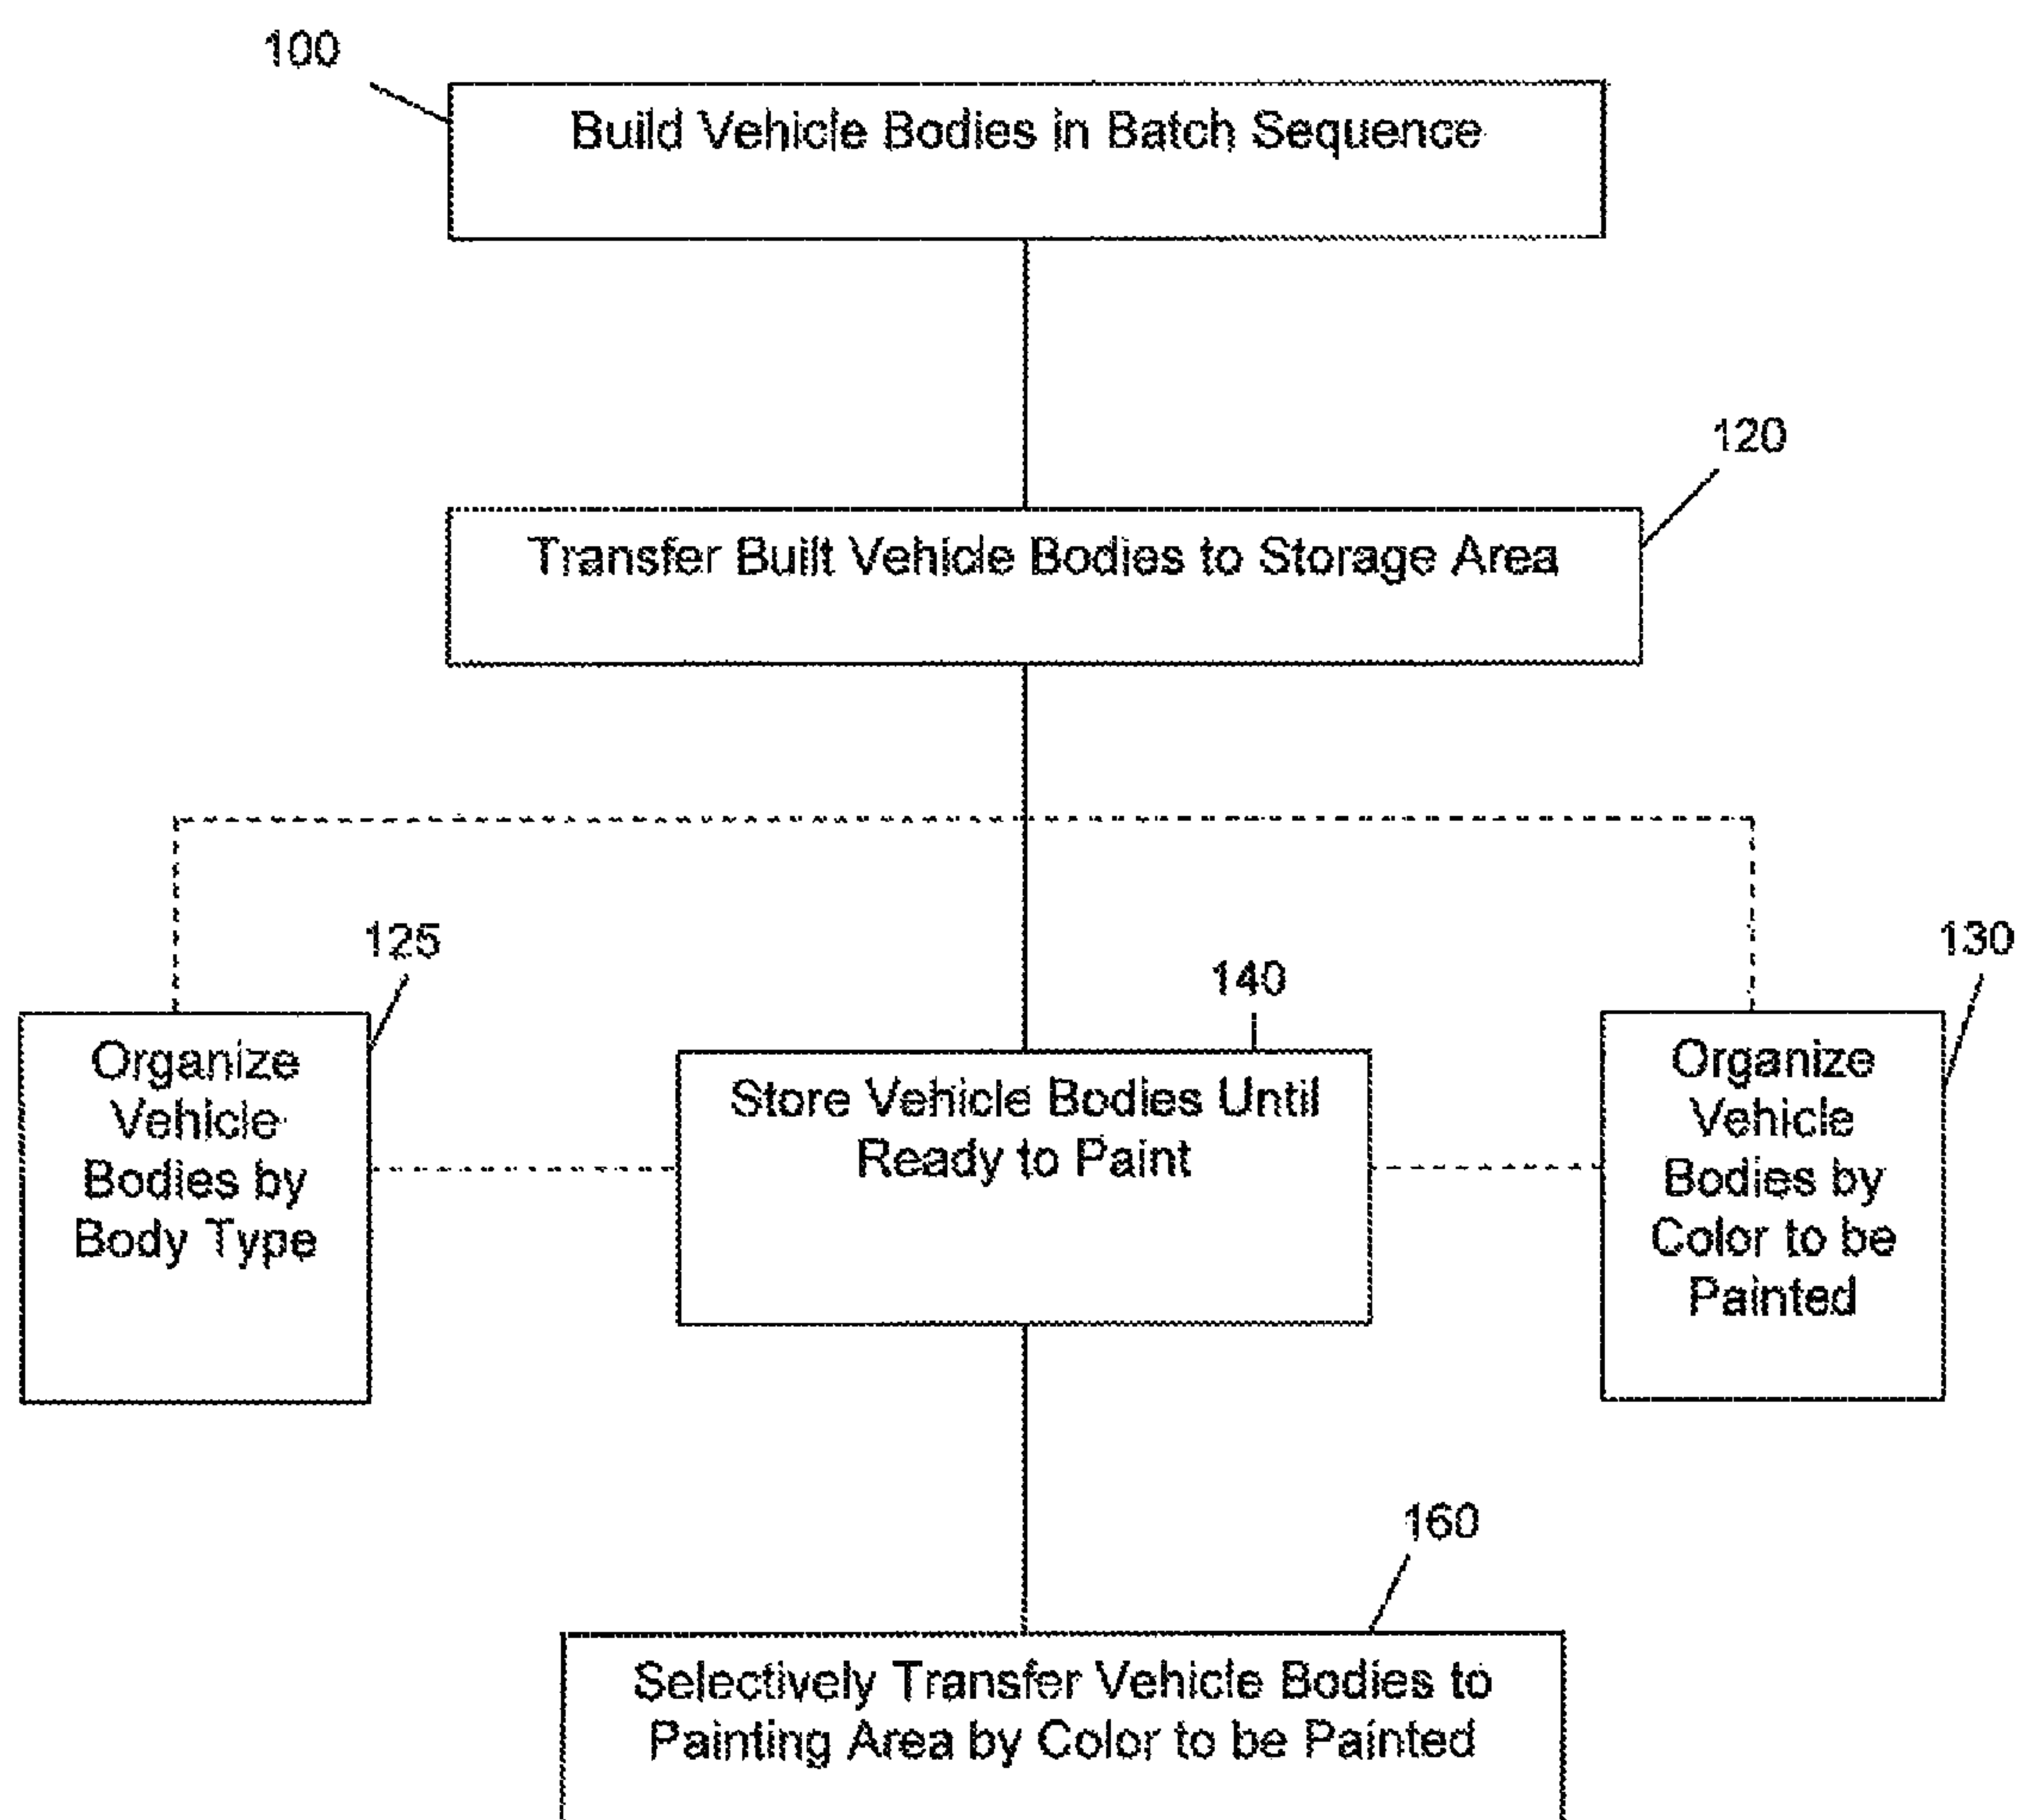 100
Build Vehicle Bodies in Batch Sequence
120
Transfer Built Vehicle Bodies to Storage Area
125
140
130
Organize
Vehicle
Bodies by
Body Type
Store Vehicle Bodies Until
Ready to Paint
Organize
Vehicle
Bodies by
Color to be
Painted
160
Selectively Transfer Vehicle Bodies to
Painting Area by Color to be Painted